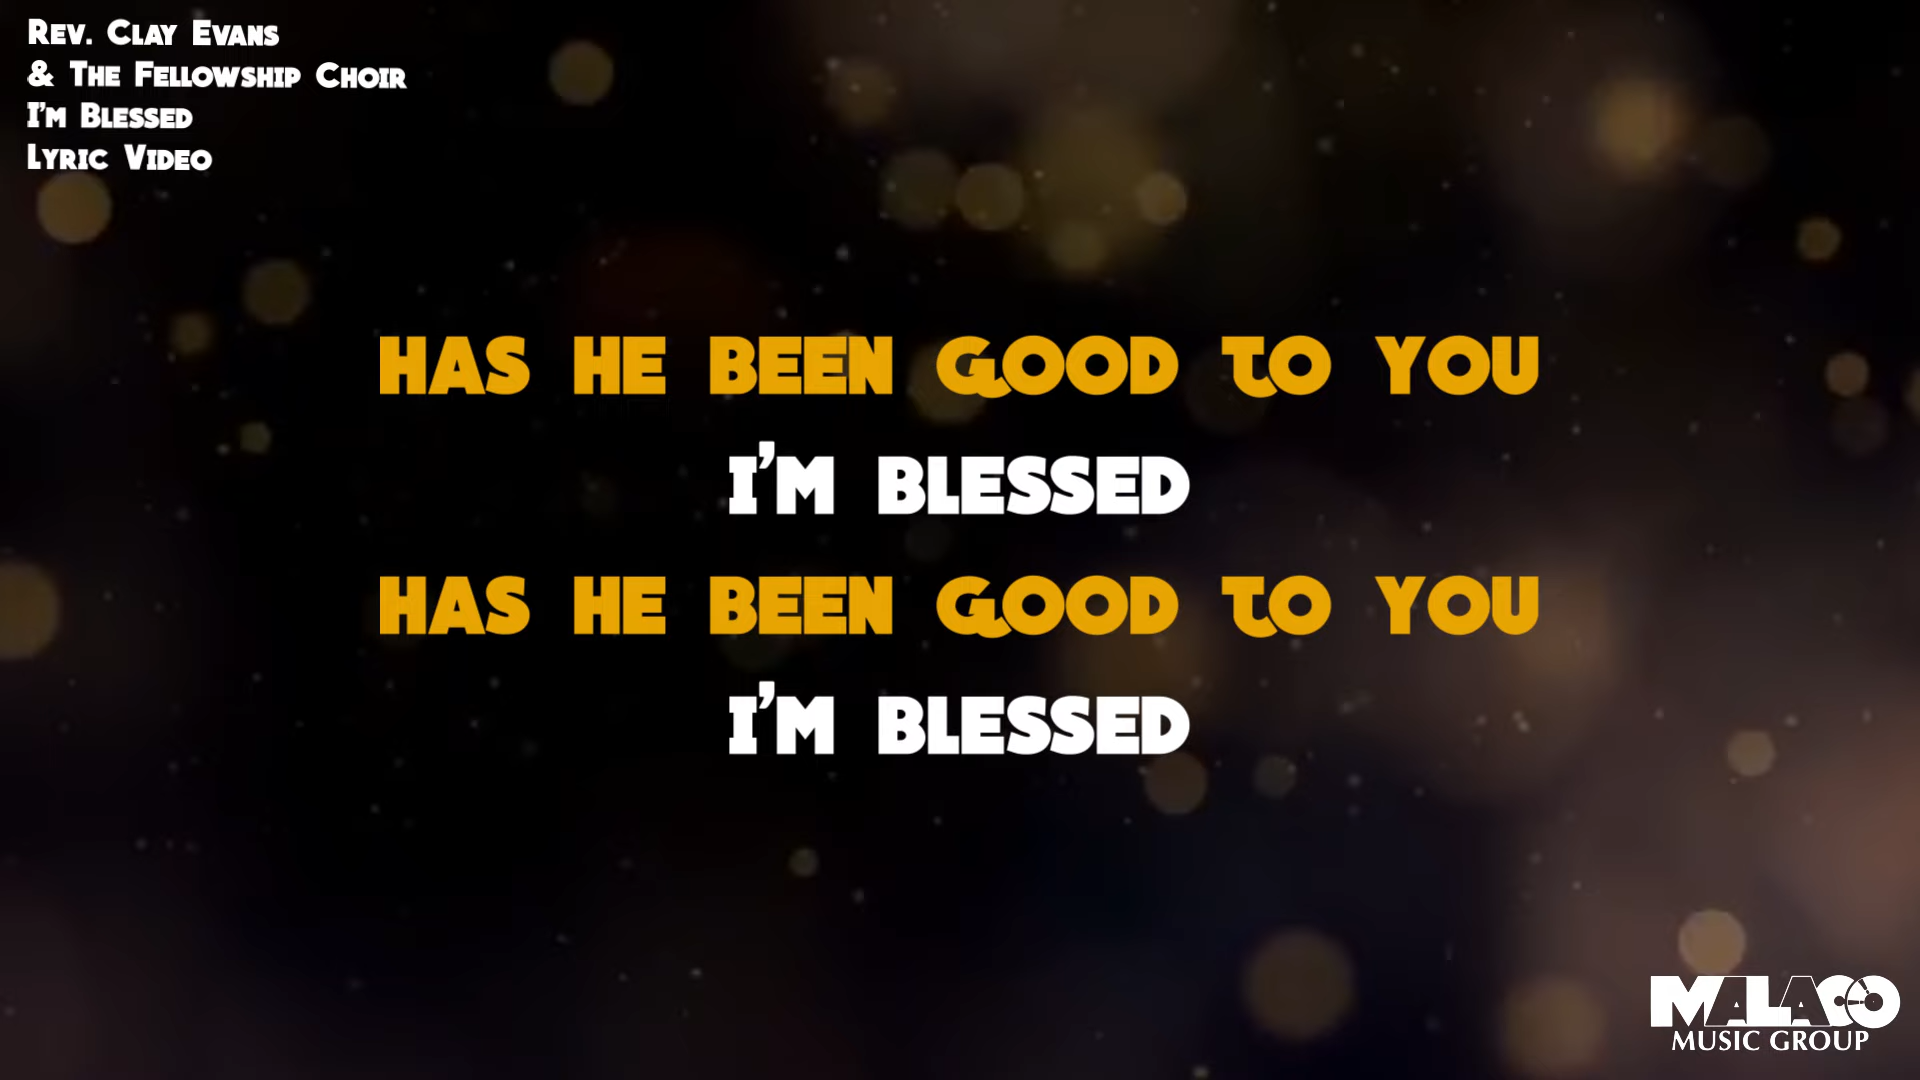 Rev. Clay Evans
& The Fellowship Choir
I'm Blessed
Lyric Video
HAS HE BEEN GOOD TO YOU
I'M BLESSED
HAS HE BEEN GOOD TO YOU
I'M BLESSED
MALACO
MUSIC GROUP